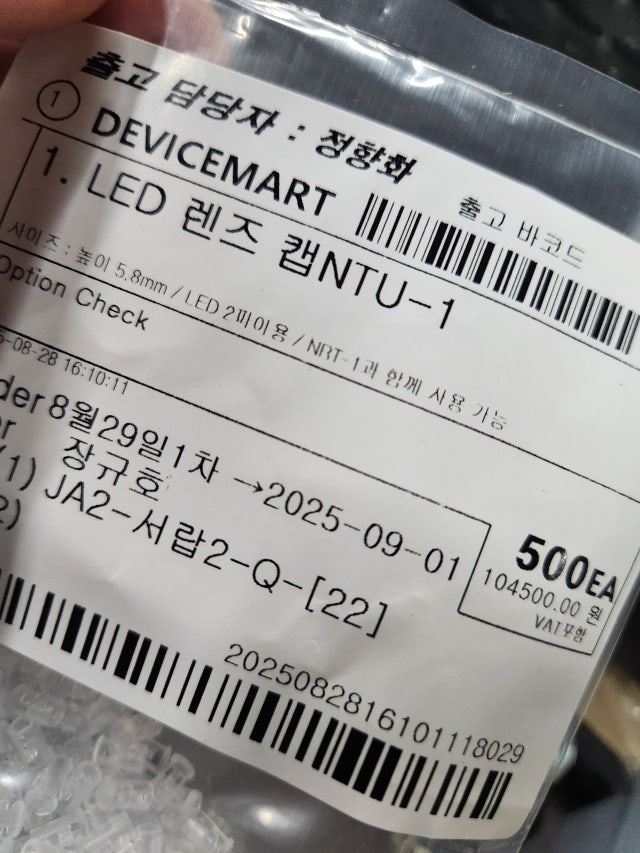 출고 담당자 : 정향화
① DEVICEMART 출고 바코드
1. LED 렌즈 캡NTU-1
사이즈 : 높이 5.8mm / LED 2파이용 / NRT-1과 함께 사용 가능
Option Check
5-08-28 16:10:11
der 8월29일1차 →2025-09-01
er 장규호
(1) JA2-서랍2-Q-[22]
2)
500EA
104500.00 원
VAT포함
2025082816101118029